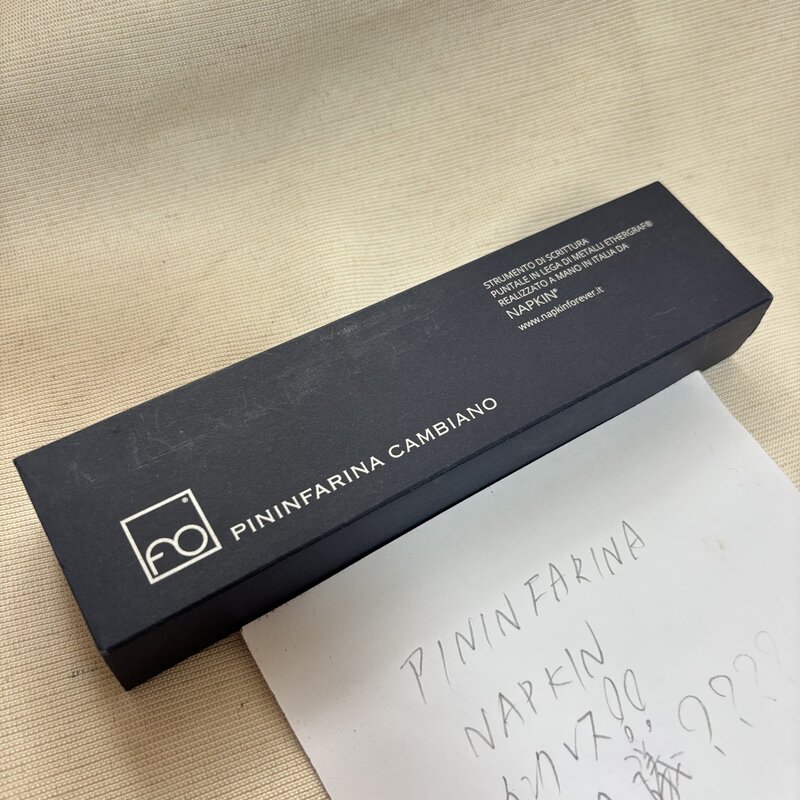 STRUMENTO DI SCRITTURA
PUNTALE IN LEGA DI METALLI ETHERGRAF®
REALIZZATO A MANO IN ITALIA DA
NAPKIN®
www.napkinforever.it
PININFARINA CAMBIANO
PININFARINA
NAPKIN
????